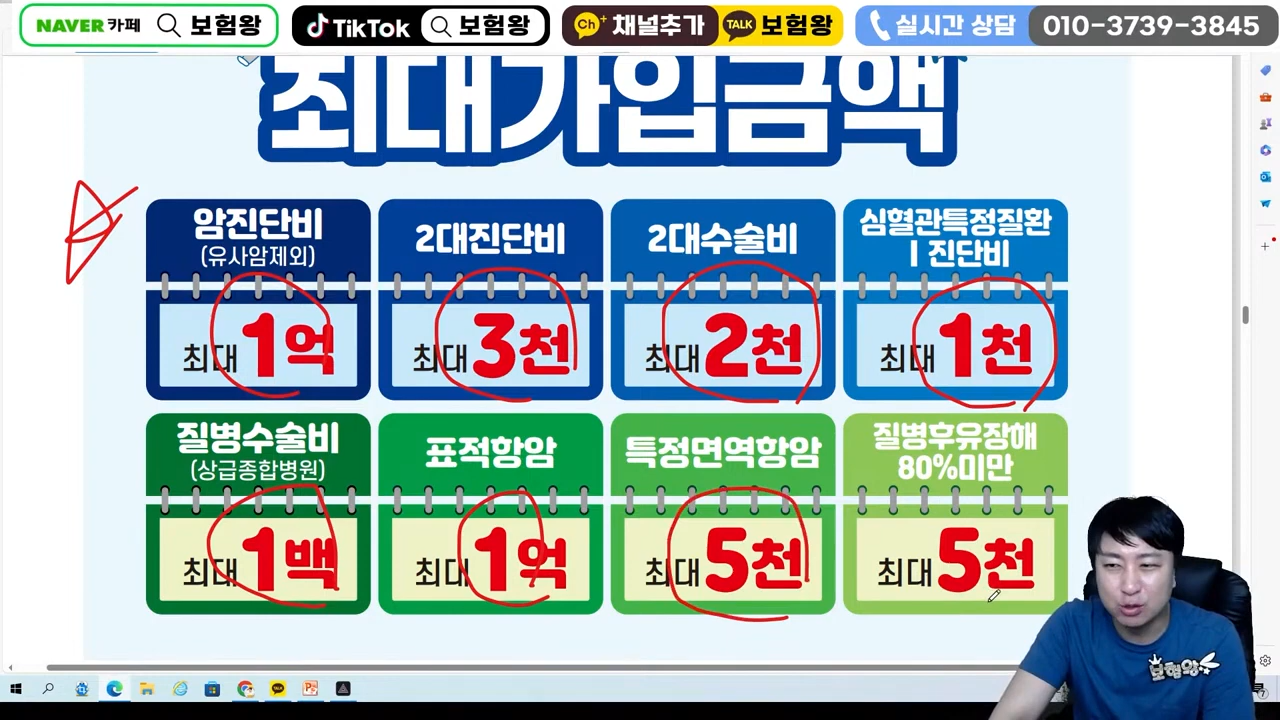 NAVER 카페 보험왕
TikTok 보험왕
Ch+ 채널추가 TALK 보험왕
실시간 상담 010-3739-3845
최대가입금액
암진단비
(유사암제외)
최대 1억
2대진단비
최대 3천
2대수술비
최대 2천
심혈관특정질환
I 진단비
최대 1천
질병수술비
(상급종합병원)
최대 1백
표적항암
최대 1억
특정면역항암
최대 5천
질병후유장해
80%미만
최대 5천
보험왕